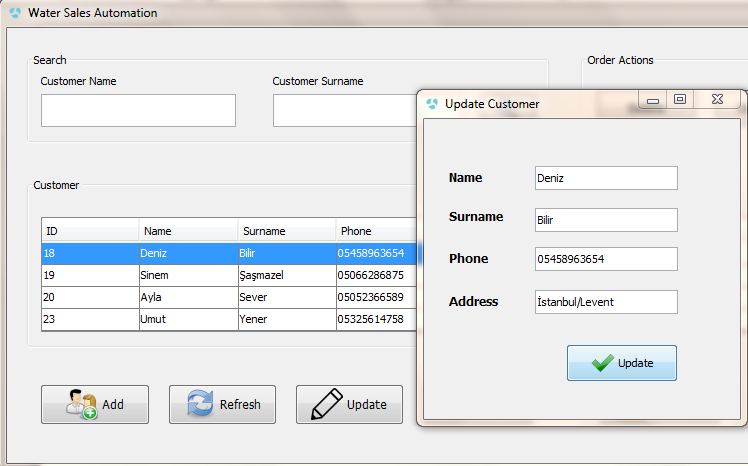 Water Sales Automation
Search
Customer Name
Customer Surname
Order Actions
Customer
ID Name Surname Phone
18 Deniz Bilir 05458963654
19 Sinem Şaşmazel 05066286875
20 Ayla Sever 05052366589
23 Umut Yener 05325614758
Add
Refresh
Update
Update Customer
Name Deniz
Surname Bilir
Phone 05458963654
Address İstanbul/Levent
Update